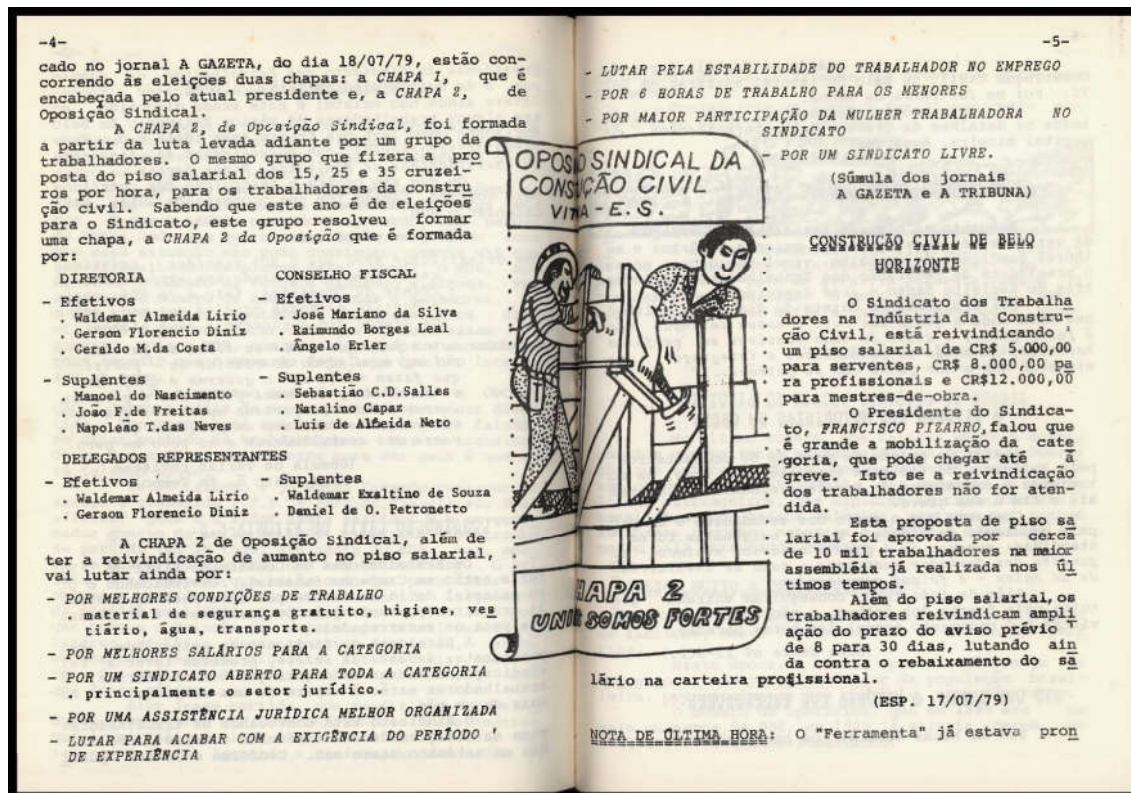 -4-
cado no jornal A GAZETA, do dia 18/07/79, estão con-
correndo às eleições duas chapas: a CHAPA I, que é
encabeçada pelo atual presidente e, a CHAPA 2, de
Oposição Sindical.
A CHAPA 2, de Oposição Sindical, foi formada
a partir da luta levada adiante por um grupo de
trabalhadores. O mesmo grupo que fizera a pro
posta do piso salarial dos 15, 25 e 35 cruzei-
ros por hora, para os trabalhadores da constru
ção civil. Sabendo que este ano é de eleições
para o Sindicato, este grupo resolveu formar
uma chapa, a CHAPA 2 da Oposição que é formada
por:
DIRETORIA
- Efetivos
. Waldemar Almeida Lirio
. Gerson Florencio Diniz
. Geraldo M.da Costa
- Suplentes
. Manoel do Nascimento
. João F.de Freitas
. Napoleão T.das Neves
CONSELHO FISCAL
- Efetivos
. José Mariano da Silva
. Raimundo Borges Leal
. Ângelo Erler
- Suplentes
. Sebastião C.D.Salles
. Natalino Capaz
. Luis de Almeida Neto
DELEGADOS REPRESENTANTES
- Efetivos
. Waldemar Almeida Lirio
. Gerson Florencio Diniz
- Suplentes
. Waldemar Exaltino de Souza
. Daniel de O. Petronetto
A CHAPA 2 de Oposição Sindical, além de
ter a reivindicação de aumento no piso salarial,
vai lutar ainda por:
- POR MELHORES CONDIÇÕES DE TRABALHO
. material de segurança gratuito, higiene, ves
tiário, água, transporte.
- POR MELHORES SALÁRIOS PARA A CATEGORIA
- POR UM SINDICATO ABERTO PARA TODA A CATEGORIA
. principalmente o setor jurídico.
- POR UMA ASSISTÊNCIA JURÍDICA MELHOR ORGANIZADA
- LUTAR PARA ACABAR COM A EXIGÊNCIA DO PERÍODO '
DE EXPERIÊNCIA
OPOS O SINDICAL DA
CONS UÇÃO CIVIL
VIT A - E.S.
HAPA 2
UNI SOMOS FORTES
-5-
- LUTAR PELA ESTABILIDADE DO TRABALHADOR NO EMPREGO
- POR 6 HORAS DE TRABALHO PARA OS MENORES
- POR MAIOR PARTICIPAÇÃO DA MULHER TRABALHADORA NO
SINDICATO
- POR UM SINDICATO LIVRE.
(Súmula dos jornais
A GAZETA e A TRIBUNA)
CONSTRUÇÃO CIVIL DE BELO
HORIZONTE
O Sindicato dos Trabalha
dores na Indústria da Constru-
ção Civil, está reivindicando '
um piso salarial de CR$ 5.000,00
para serventes, CR$ 8.000,00 pa
ra profissionais e CR$12.000,00
para mestres-de-obra.
O Presidente do Sindica-
to, FRANCISCO PIZARRO, falou que
é grande a mobilização da cate
goria, que pode chegar até à
greve. Isto se a reivindicação
dos trabalhadores não for aten-
dida.
Esta proposta de piso sa
larial foi aprovada por cerca
de 10 mil trabalhadores na maior
assembléia já realizada nos úl
timos tempos.
Além do piso salarial, os
trabalhadores reivindicam ampli
ação do prazo do aviso prévio '
de 8 para 30 dias, lutando ain
da contra o rebaixamento do sa
lário na carteira profissional.
(ESP. 17/07/79)
NOTA DE ÚLTIMA HORA: O "Ferramenta" já estava pron